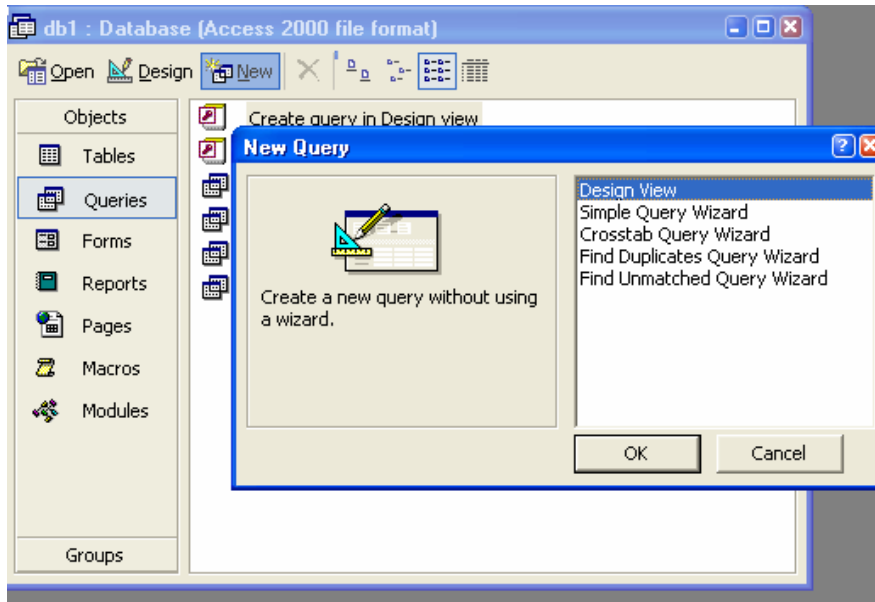 db1 : Database (Access 2000 file format)
Open Design New
Objects
Tables
Queries
Forms
Reports
Pages
Macros
Modules
Groups
Create query in Design view
New Query
Create a new query without using
a wizard.
Design View
Simple Query Wizard
Crosstab Query Wizard
Find Duplicates Query Wizard
Find Unmatched Query Wizard
OK Cancel